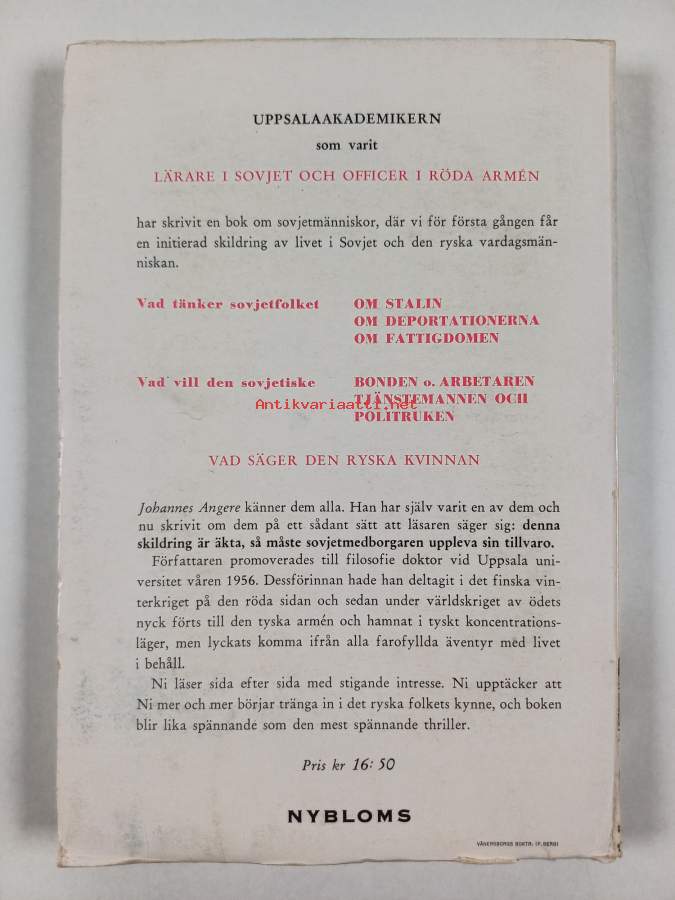 UPPSALAAKADEMIKERN
som varit
LÄRARE I SOVJET OCH OFFICER I RÖDA ARMÉN
har skrivit en bok om sovjetmänniskor, där vi för första gången får
en initierad skildring av livet i Sovjet och den ryska vardagsmän-
niskan.
Vad tänker sovjetfolket OM STALIN
OM DEPORTATIONERNA
OM FATTIGDOMEN
Vad vill den sovjetiske BONDEN o. ARBETAREN
TJÄNSTEMANNEN OCH
Antikvariaatti.net
POLITRUKEN
VAD SÄGER DEN RYSKA KVINNAN
Johannes Angere känner dem alla. Han har själv varit en av dem och
nu skrivit om dem på ett sådant sätt att läsaren säger sig: denna
skildring är äkta, så måste sovjetmedborgaren uppleva sin tillvaro.
Författaren promoverades till filosofie doktor vid Uppsala uni-
versitet våren 1956. Dessförinnan hade han deltagit i det finska vin-
terkriget på den röda sidan och sedan under världskriget av ödets
nyck förts till den tyska armén och hamnat i tyskt koncentrations-
läger, men lyckats komma ifrån alla farofyllda äventyr med livet
i behåll.
Ni läser sida efter sida med stigande intresse. Ni upptäcker att
Ni mer och mer börjar tränga in i det ryska folkets kynne, och boken
blir lika spännande som den mest spännande thriller.
Pris kr 16: 50
NYBLOMS
VÄNERSBORGS BOKTR. (P. BERG)